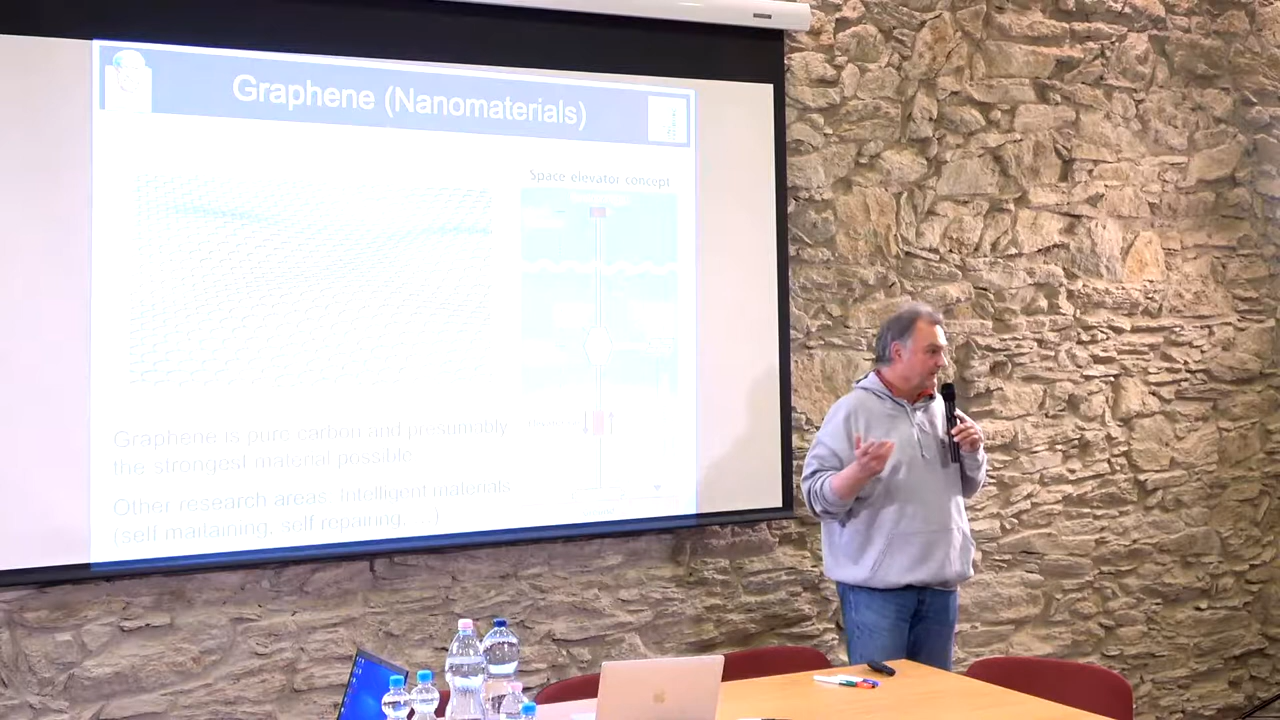 Graphene (Nanomaterials)
Space elevator concept
Graphene is pure carbon and presumably
the strongest material possible
Other research areas: Intelligent materials
(self maitaining, self repairing, ...)